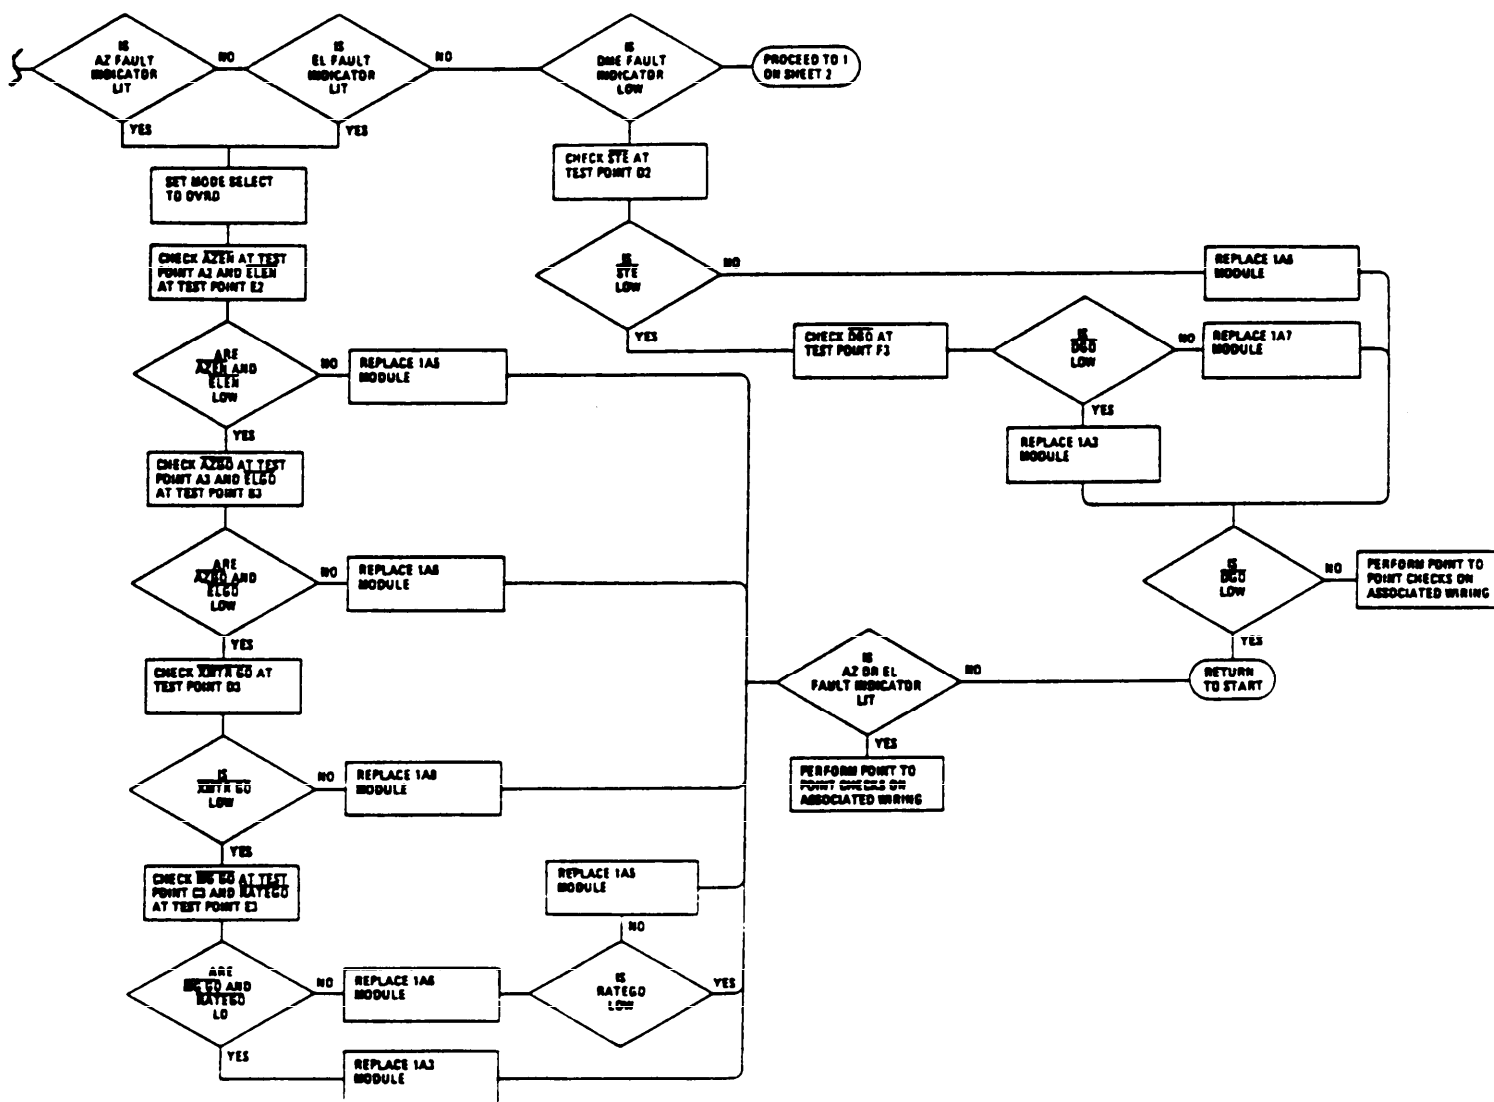 IS
AZ FAULT
INDICATOR
LIT
NO
YES
IS
EL FAULT
INDICATOR
LIT
NO
YES
IS
DME FAULT
INDICATOR
LOW
PROCEED TO 1
ON SHEET 2
SET MODE SELECT
TO OVRD
CHECK AZEN AT TEST
POINT A2 AND ELEN
AT TEST POINT E2
ARE
AZEN AND
ELEN
LOW
NO
REPLACE 1A5
MODULE
YES
CHECK AZGO AT TEST
POINT A3 AND ELGO
AT TEST POINT B3
ARE
AZGO AND
ELGO
LOW
NO
REPLACE 1A6
MODULE
YES
CHECK XMTR GO AT
TEST POINT D3
IS
XMTR GO
LOW
NO
REPLACE 1A8
MODULE
YES
CHECK MG GO AT TEST
POINT C3 AND RATEGO
AT TEST POINT E3
ARE
MG GO AND
RATEGO
LO
NO
REPLACE 1A6
MODULE
IS
RATEGO
LOW
NO
REPLACE 1A5
MODULE
YES
YES
REPLACE 1A3
MODULE
CHECK STE AT
TEST POINT D2
IS
STE
LOW
NO
REPLACE 1A6
MODULE
YES
CHECK DGO AT
TEST POINT F3
IS
DGO
LOW
NO
REPLACE 1A7
MODULE
YES
REPLACE 1A3
MODULE
IS
DGO
LOW
NO
PERFORM POINT TO
POINT CHECKS ON
ASSOCIATED WIRING
YES
RETURN
TO START
IS
AZ OR EL
FAULT INDICATOR
LIT
NO
YES
PERFORM POINT TO
POINT CHECKS ON
ASSOCIATED WIRING